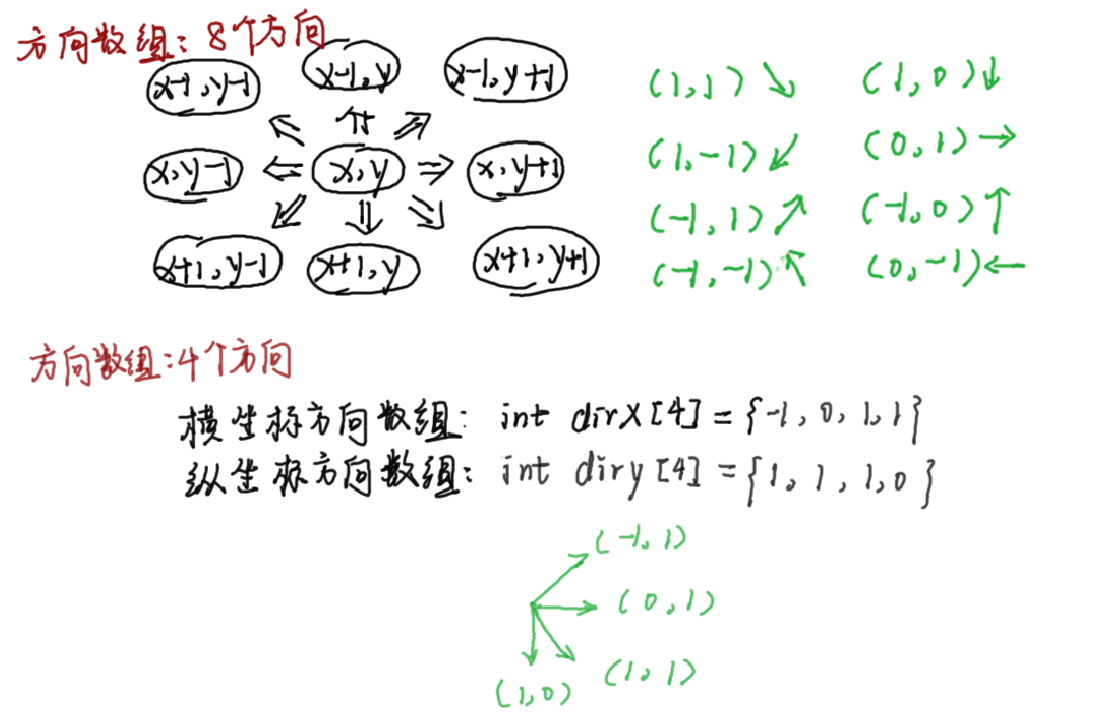 方向数组：8个方向
x-1,y-1 x-1,y x-1,y+1
x,y-1 x,y x,y+1
x+1,y-1 x+1,y x+1,y+1
(1,1)↘ (1,0)↓
(1,-1)↙ (0,1)→
(-1,1)↗ (-1,0)↑
(-1,-1)↖ (0,-1)←
方向数组：4个方向
横坐标方向数组： int dirx[4]={-1,0,1,1}
纵坐标方向数组： int diry[4]={1,1,1,0}
(-1,1)
(0,1)
(1,1)
(1,0)